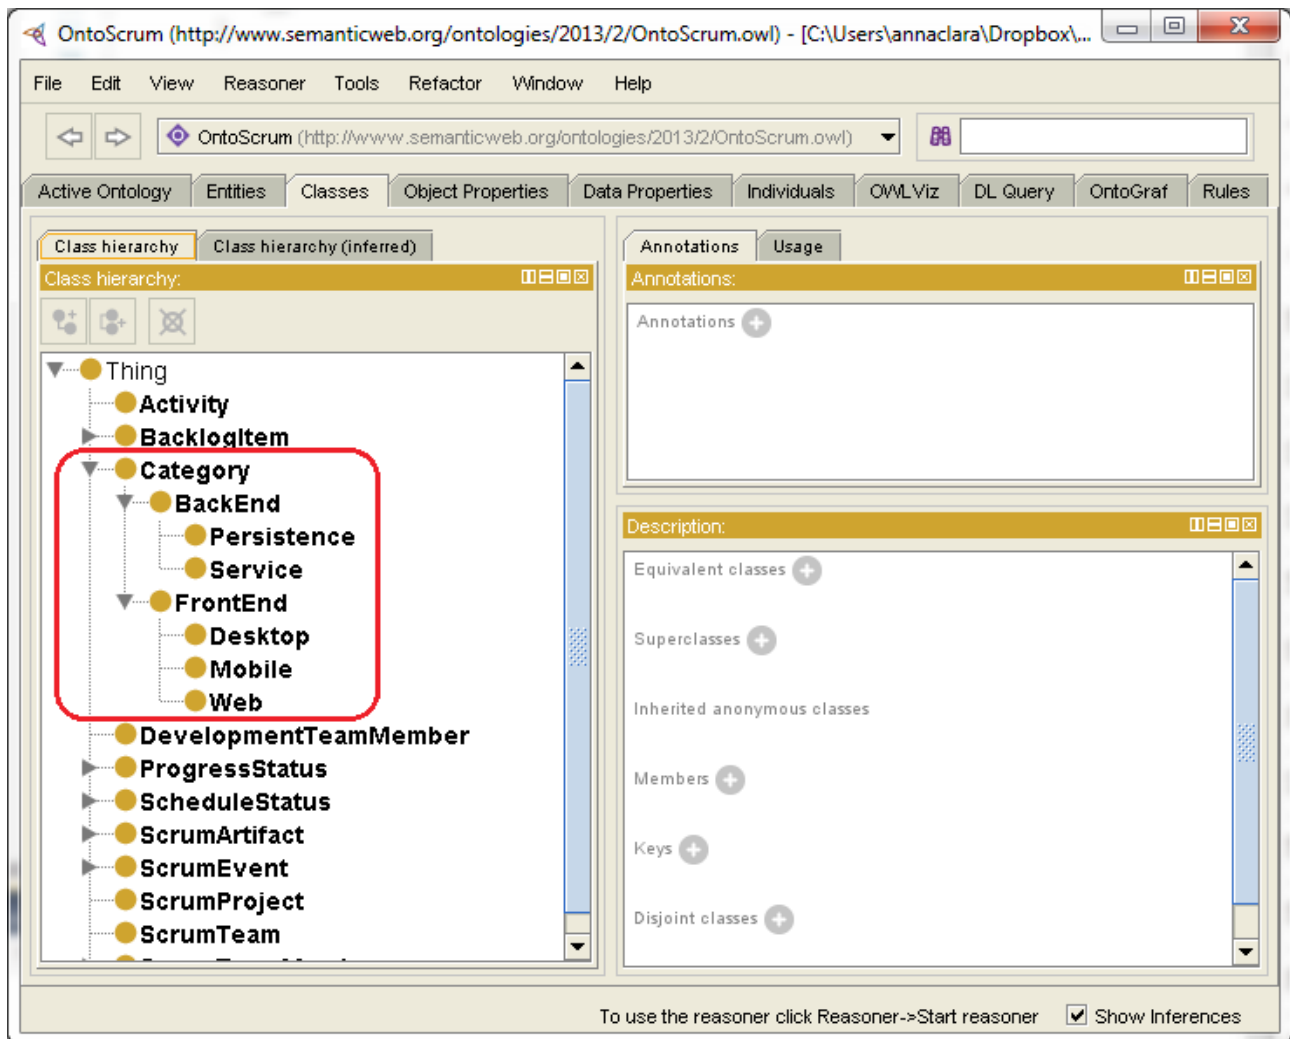 OntoScrum (http://www.semanticweb.org/ontologies/2013/2/OntoScrum.owl) - [C:\Users\annaclara\Dropbox\...
File Edit View Reasoner Tools Refactor Window Help
OntoScrum (http://www.semanticweb.org/ontologies/2013/2/OntoScrum.owl)
Active Ontology Entities Classes Object Properties Data Properties Individuals OWLViz DL Query OntoGraf Rules
Class hierarchy Class hierarchy (inferred)
Class hierarchy:
Thing
Activity
BacklogItem
Category
BackEnd
Persistence
Service
FrontEnd
Desktop
Mobile
Web
DevelopmentTeamMember
ProgressStatus
ScheduleStatus
ScrumArtifact
ScrumEvent
ScrumProject
ScrumTeam
Annotations Usage
Annotations:
Annotations
Description:
Equivalent classes
Superclasses
Inherited anonymous classes
Members
Keys
Disjoint classes
To use the reasoner click Reasoner->Start reasoner Show Inferences